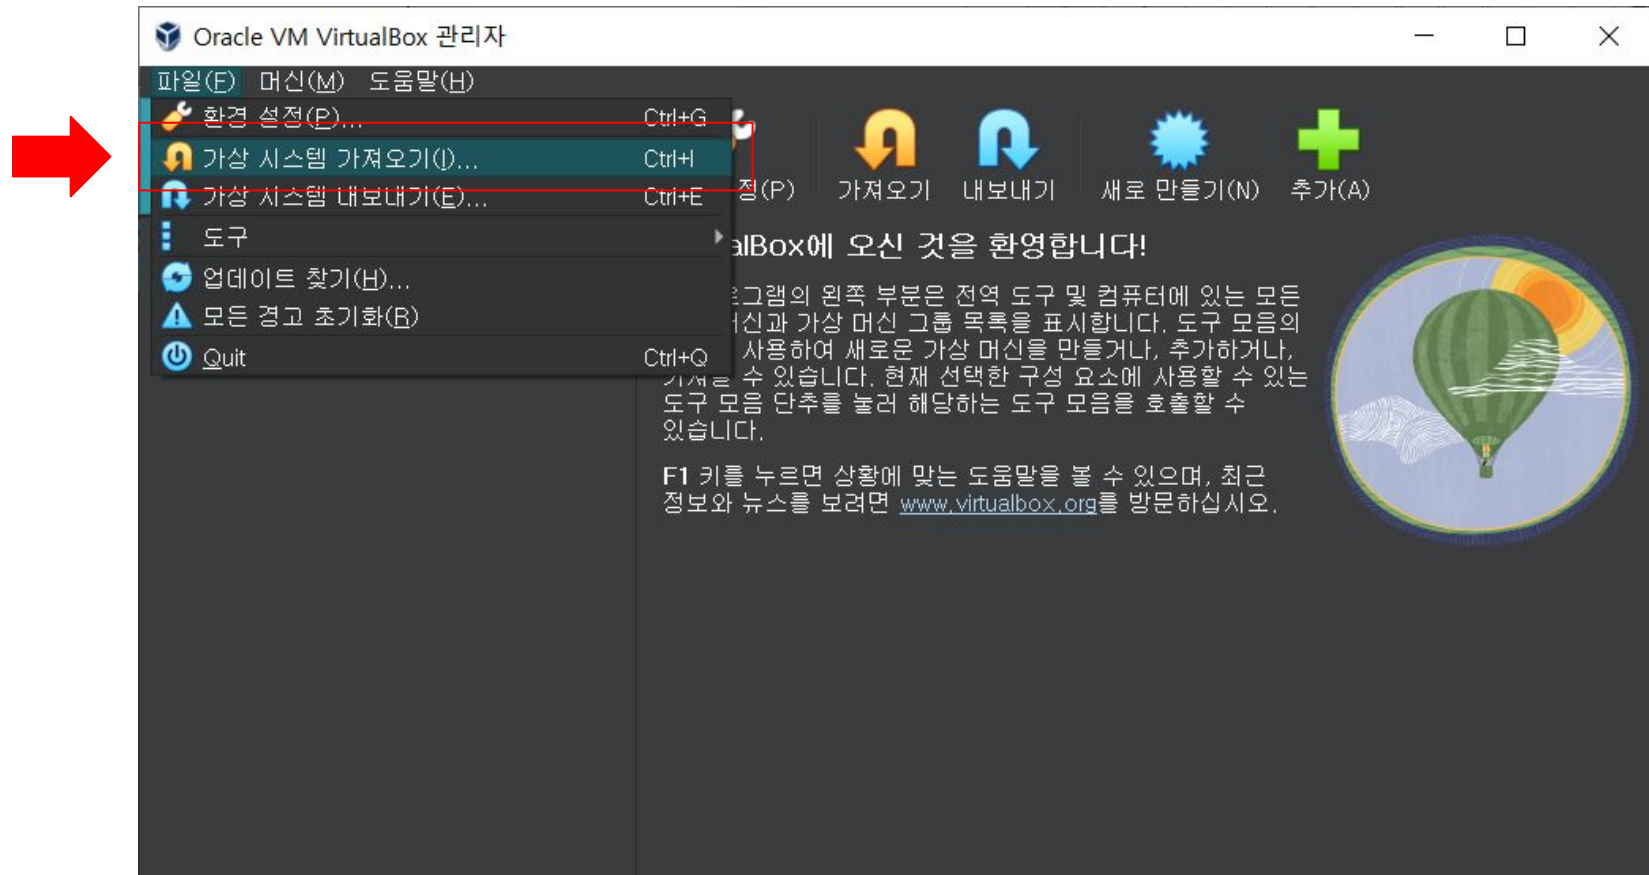 Oracle VM VirtualBox 관리자
파일(F) 머신(M) 도움말(H)
환경 설정(P)... Ctrl+G
가상 시스템 가져오기(I)... Ctrl+I
가상 시스템 내보내기(E)... Ctrl+E
도구
업데이트 찾기(H)...
모든 경고 초기화(R)
Quit Ctrl+Q
정(P) 가져오기 내보내기 새로 만들기(N) 추가(A)
alBox에 오신 것을 환영합니다!
그램의 왼쪽 부분은 전역 도구 및 컴퓨터에 있는 모든
머신과 가상 머신 그룹 목록을 표시합니다. 도구 모음의
사용하여 새로운 가상 머신을 만들거나, 추가하거나,
수 있습니다. 현재 선택한 구성 요소에 사용할 수 있는
도구 모음 단추를 눌러 해당하는 도구 모음을 호출할 수
있습니다.
F1 키를 누르면 상황에 맞는 도움말을 볼 수 있으며, 최근
정보와 뉴스를 보려면 www.virtualbox.org를 방문하십시오.